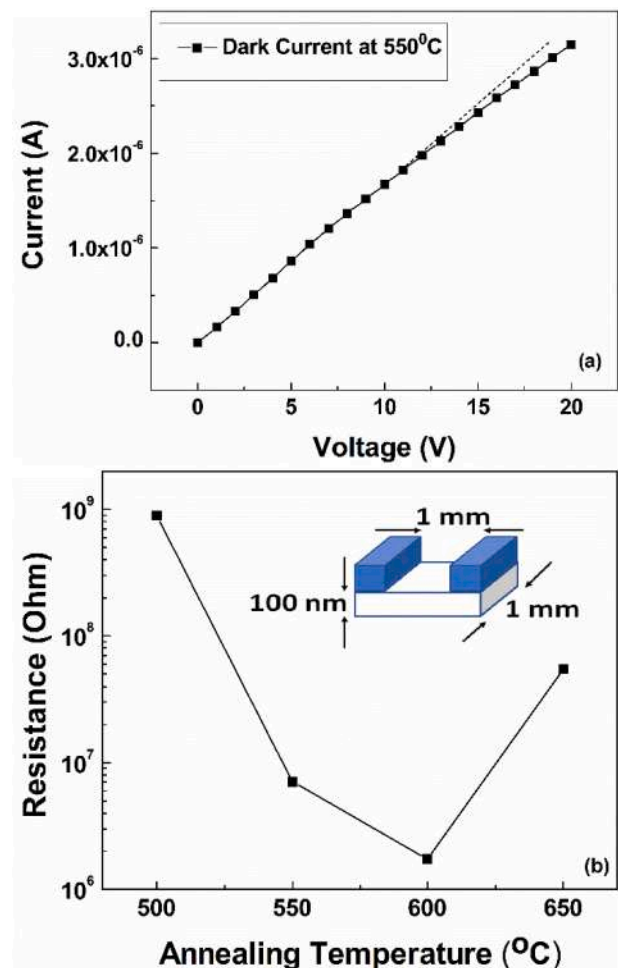 Dark Current at 550⁰C
3.0x10⁻⁶
2.0x10⁻⁶
1.0x10⁻⁶
0.0
Current (A)
(a)
0 5 10 15 20
Voltage (V)
10⁹
10⁸
10⁷
10⁶
Resistance (Ohm)
1 mm
100 nm
1 mm
(b)
500 550 600 650
Annealing Temperature (⁰C)